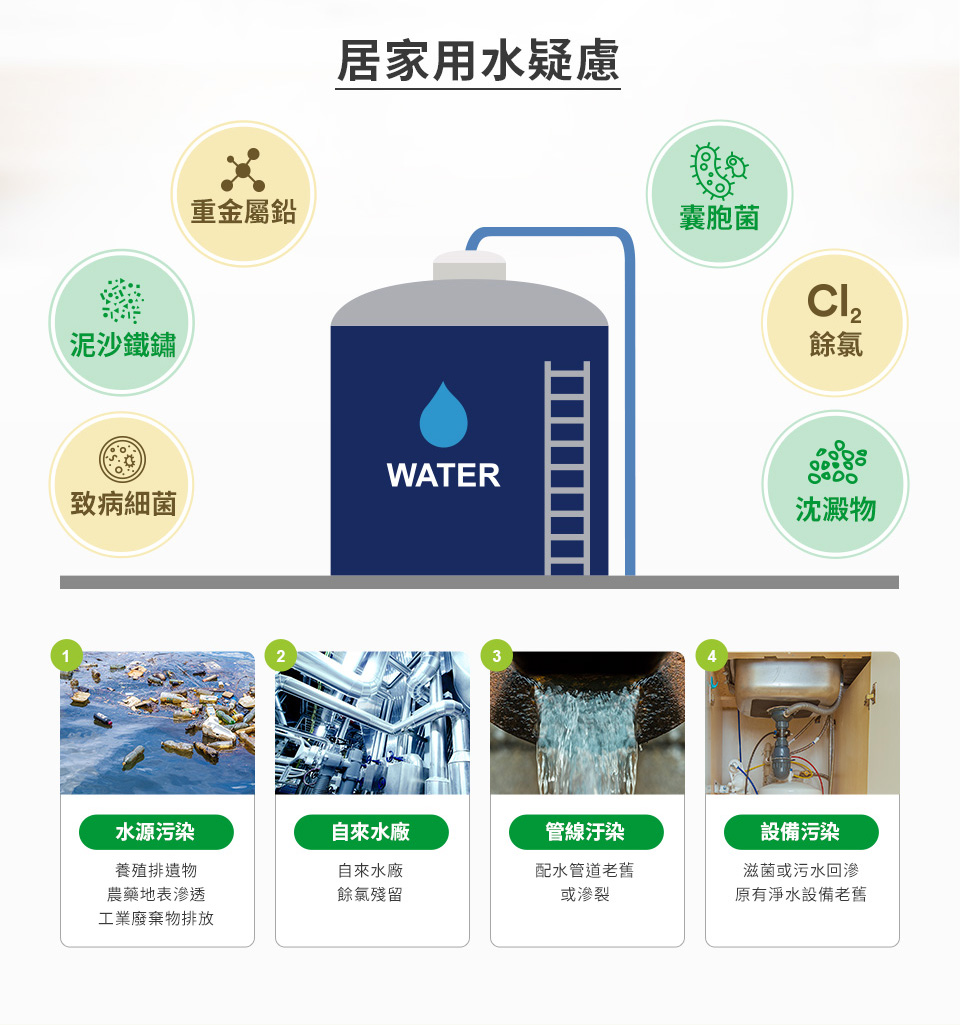 居家用水疑慮
重金屬鉛
囊胞菌
泥沙鐵鏽
Cl₂
餘氯
致病細菌
WATER
沈澱物
1
2
3
4
水源污染
養殖排遺物
農藥地表滲透
工業廢棄物排放
自來水廠
自來水廠
餘氯殘留
管線汙染
配水管道老舊
或滲裂
設備污染
滋菌或污水回滲
原有淨水設備老舊